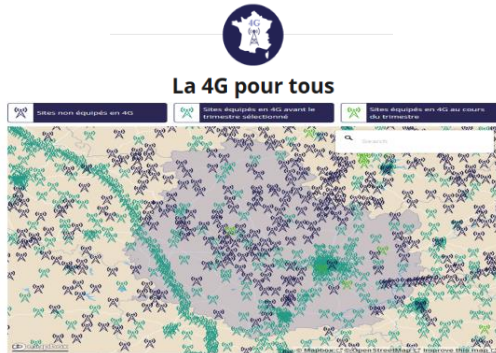 4G
La 4G pour tous
Sites non équipés en 4G
Sites équipés en 4G avant le
trimestre sélectionné
Sites équipés en 4G au cours
du trimestre
Search
© Mapbox © OpenStreetMap Improve this map